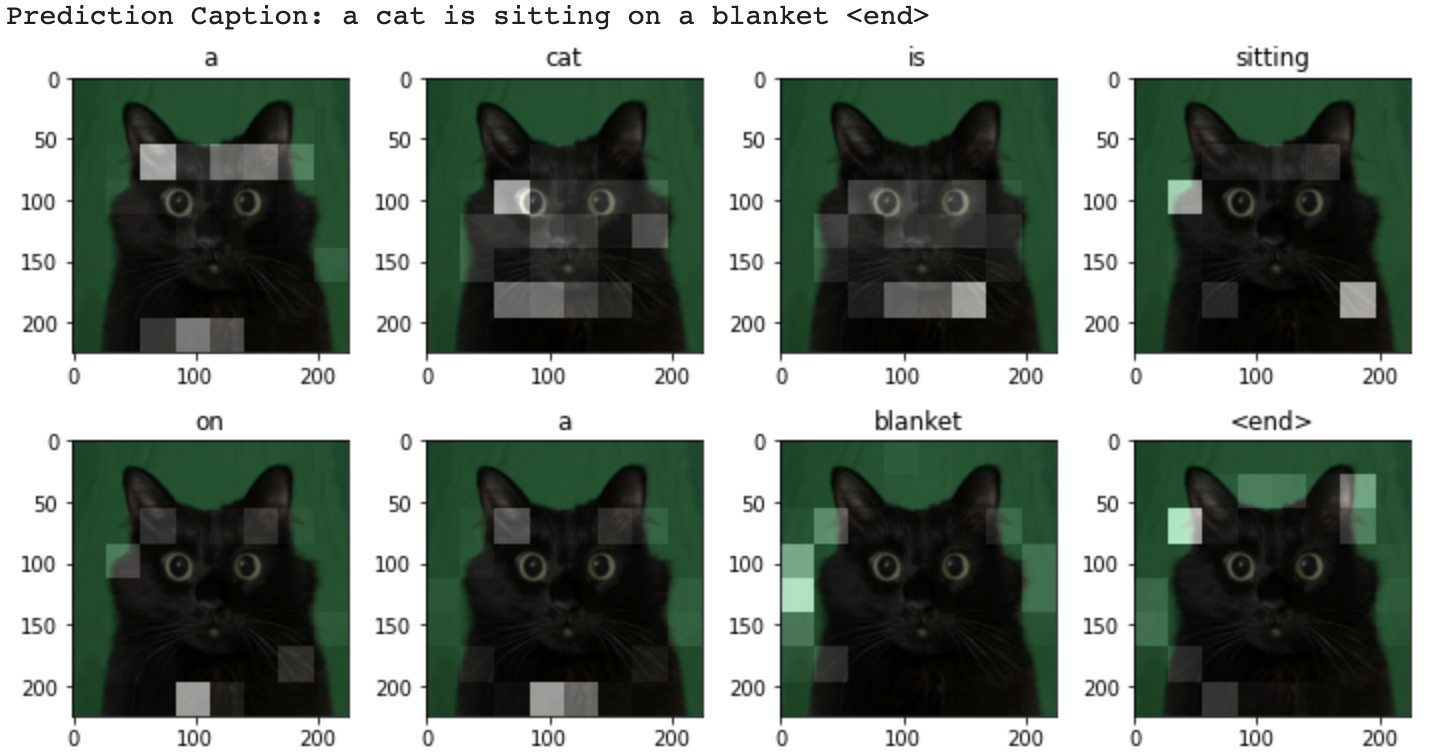 Prediction Caption: a cat is sitting on a blanket <end>
a cat is sitting
0 0 0 0
50 50 50 50
100 100 100 100
150 150 150 150
200 200 200 200
0 100 200 0 100 200 0 100 200 0 100 200
on a blanket <end>
0 0 0 0
50 50 50 50
100 100 100 100
150 150 150 150
200 200 200 200
0 100 200 0 100 200 0 100 200 0 100 200